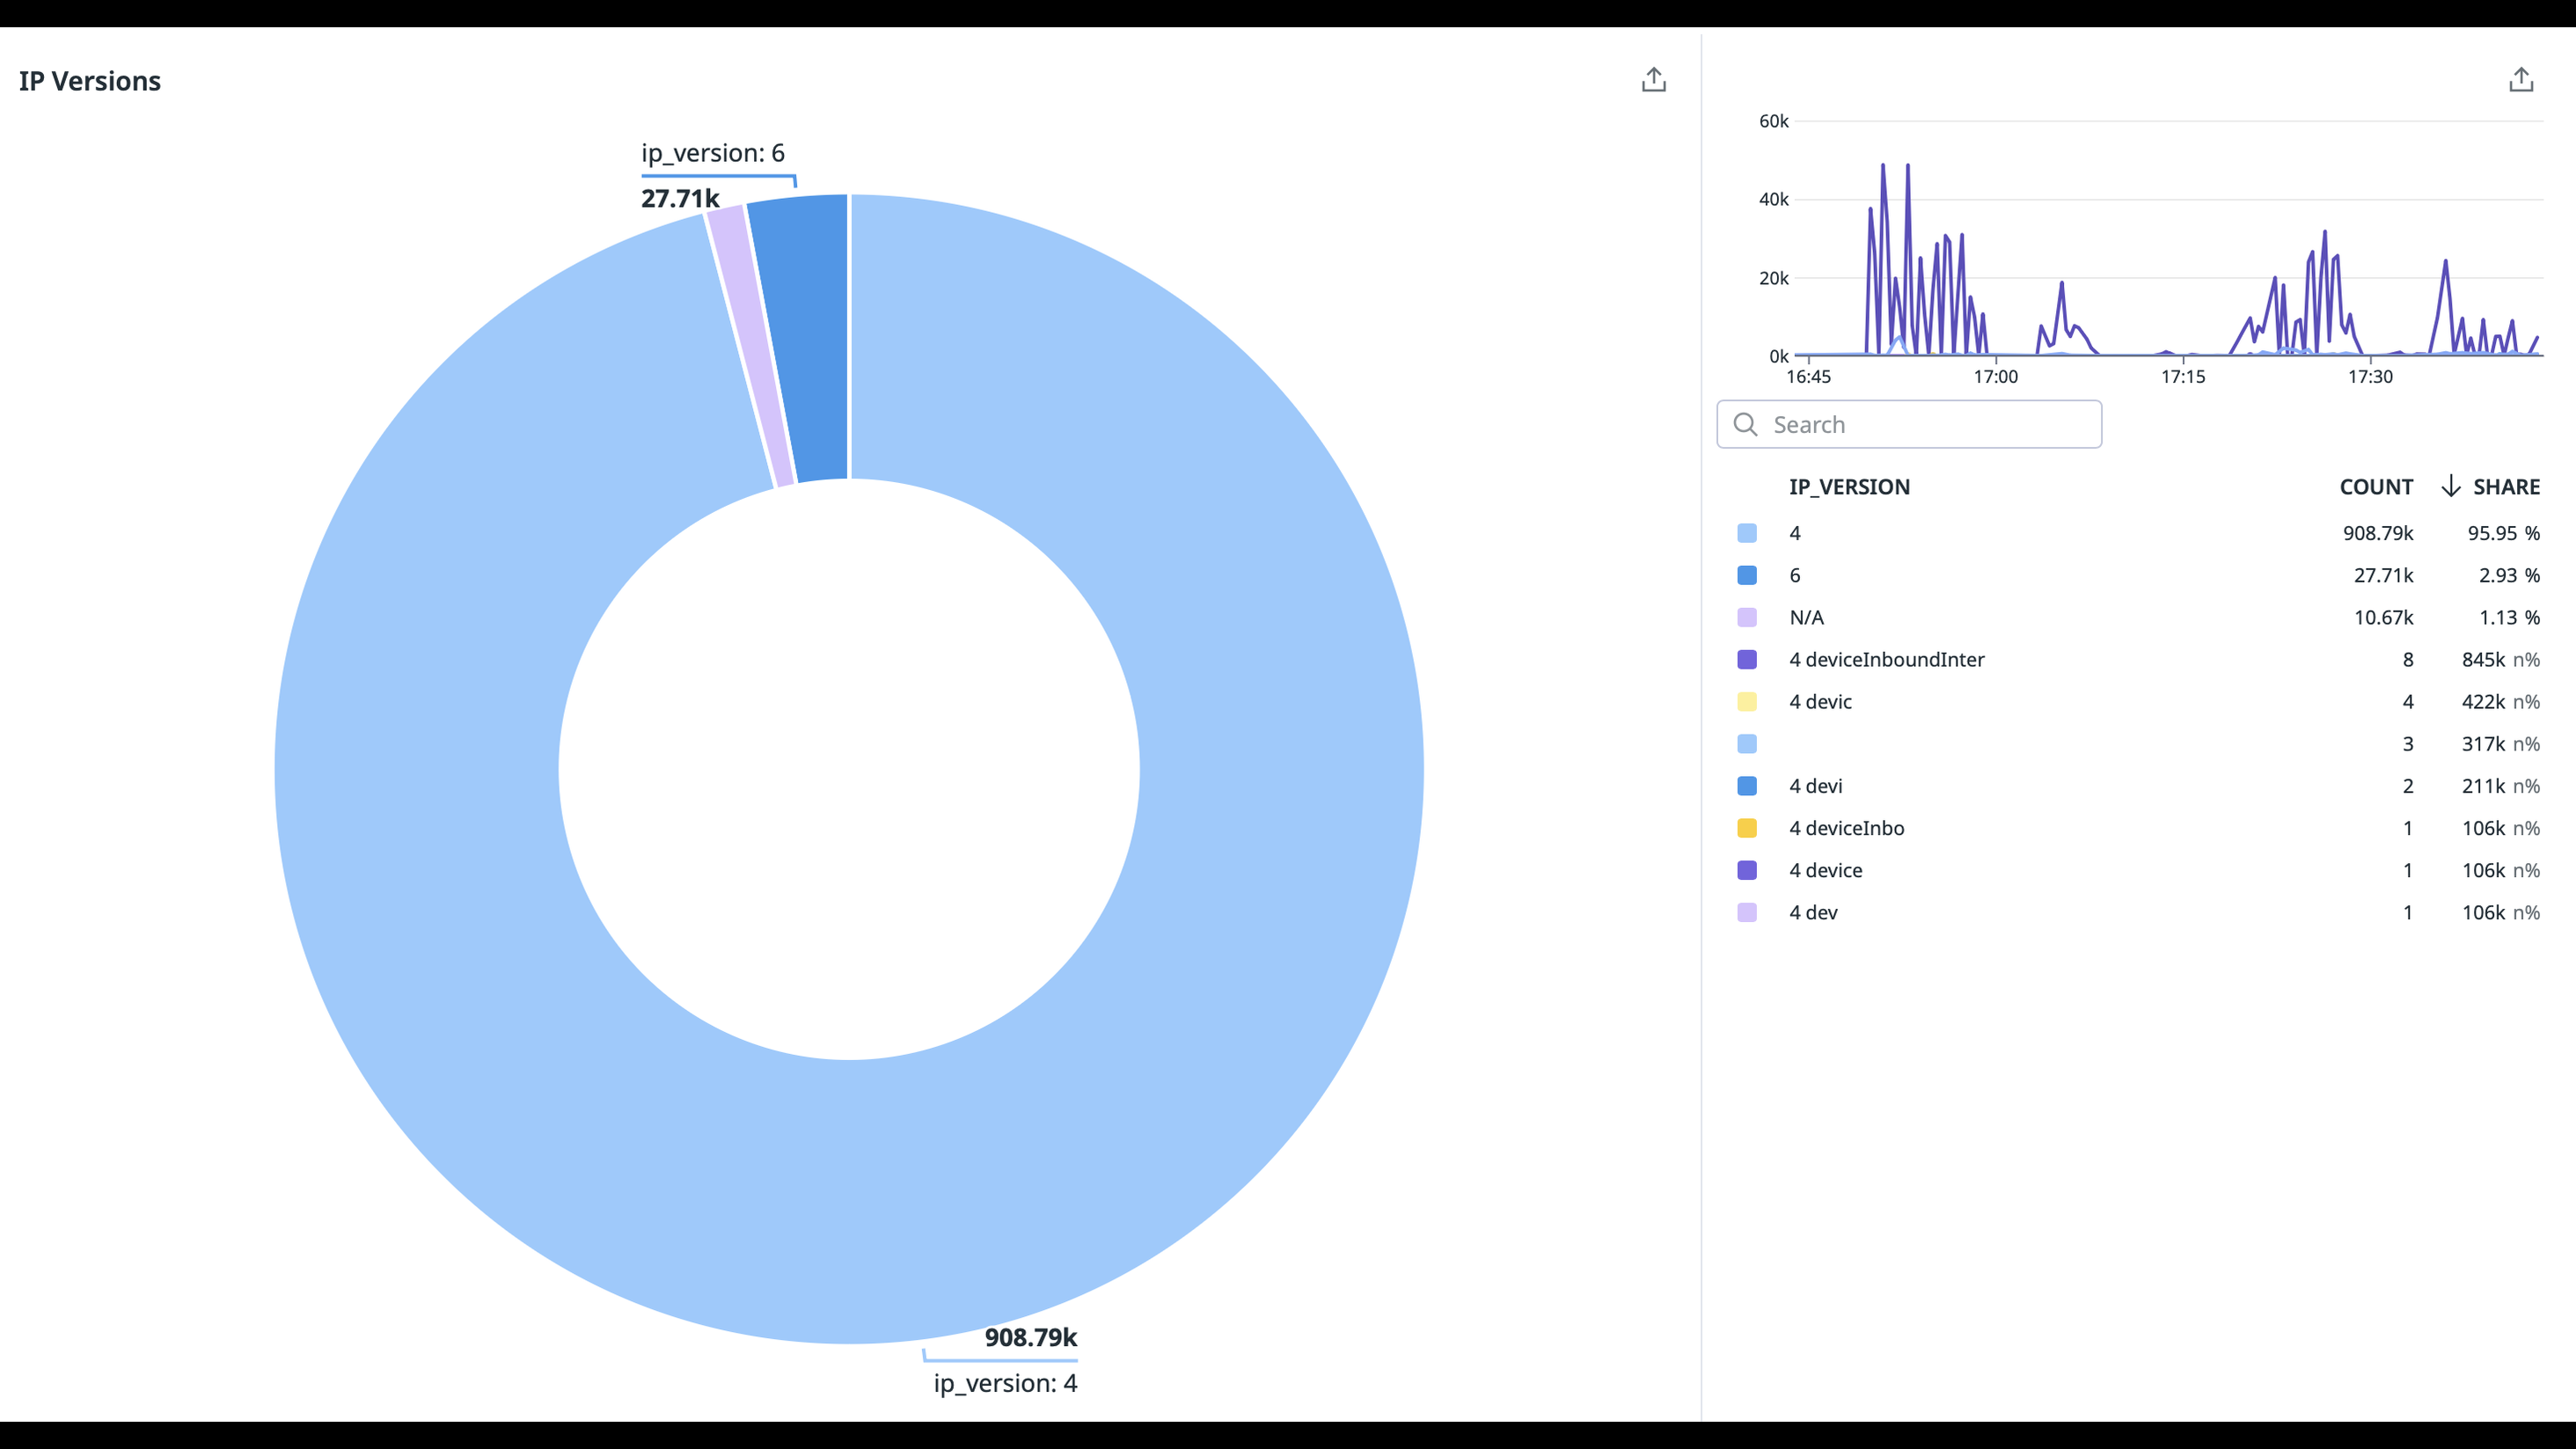 IP Versions
ip_version: 6
27.71k
908.79k
ip_version: 4
60k
40k
20k
0k
16:45 17:00 17:15 17:30
Search
IP_VERSION COUNT SHARE
4 908.79k 95.95 %
6 27.71k 2.93 %
N/A 10.67k 1.13 %
4 deviceInboundInter 8 845k n%
4 devic 4 422k n%
3 317k n%
4 devi 2 211k n%
4 deviceInbo 1 106k n%
4 device 1 106k n%
4 dev 1 106k n%